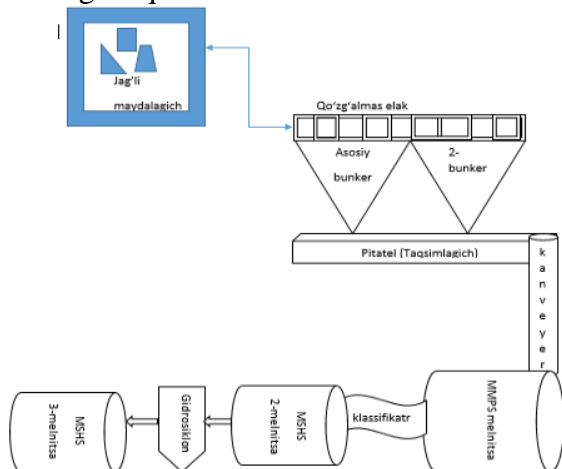 Jag'li
maydalagich
Qo'zg'almas elak
Asosiy
bunker
2-
bunker
Pitatel (Taqsimlagich)
kanveyer
MMPS melnitsa
klassifikatr
MSHS
2-melnitsa
Gidrosiklon
MSHS
3-melnitsa